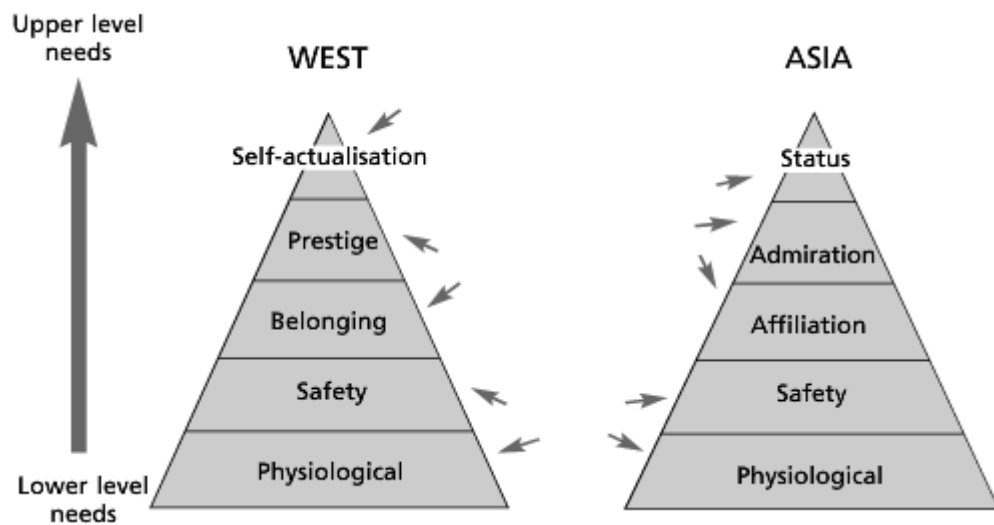 Upper level
needs
WEST
ASIA
Self-actualisation
Status
Prestige
Admiration
Belonging
Affiliation
Safety
Safety
Physiological
Physiological
Lower level
needs